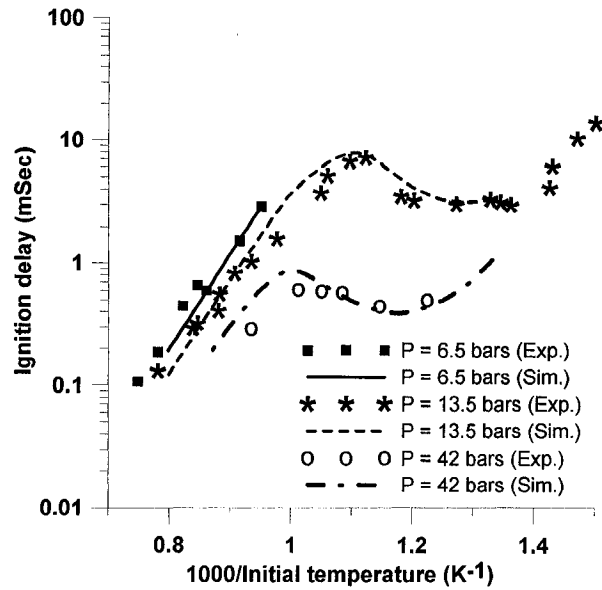 100
10
1
0.1
0.01
Ignition delay (mSec)
P = 6.5 bars (Exp.)
P = 6.5 bars (Sim.)
P = 13.5 bars (Exp.)
P = 13.5 bars (Sim.)
P = 42 bars (Exp.)
P = 42 bars (Sim.)
0.8 1 1.2 1.4
1000/Initial temperature (K-1)